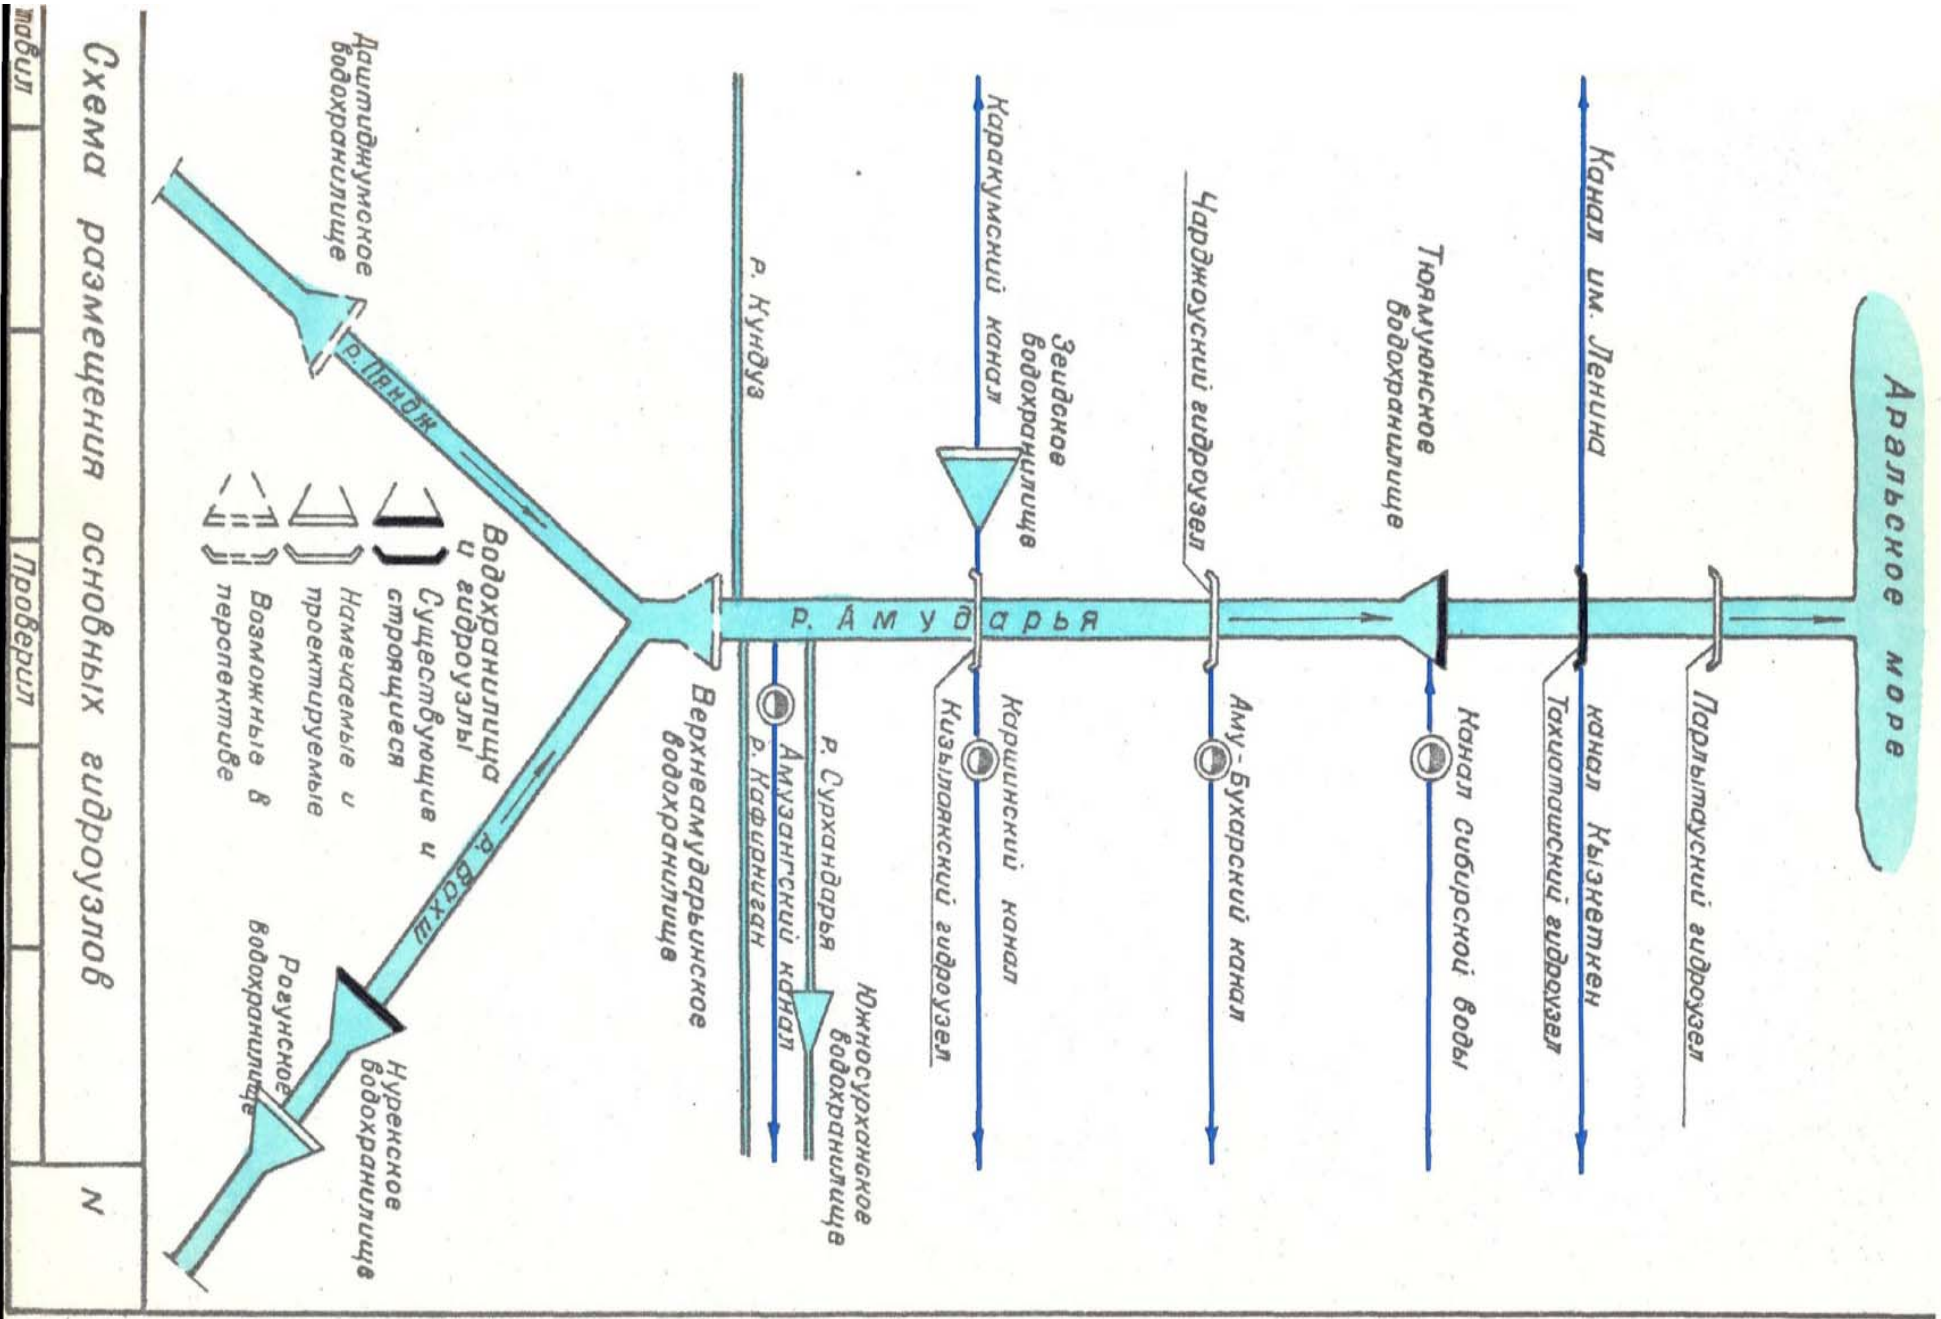 Аральское море
Парлытауский гидроузел
Канал им. Ленина
канал Кызкеткен
Тахиаташский гидроузел
Тюямуюнское
водохранилище
Канал сибирской воды
Чарджоуский гидроузел
Аму-Бухарский канал
Зеидское
водохранилище
Каракумский канал
Каршинский канал
Кизылаякский гидроузел
р. Амударья
Южносурханское
водохранилище
р. Сурхандарья
Амузангский канал
р. Кундуз
р. Кафирниган
Верхнеамударьинское
водохранилище
Даштиджумское
водохранилище
р. Пяндж
р. Вахш
Водохранилища
и гидроузлы
Существующие и
строящиеся
Намечаемые и
проектируемые
Возможные в
перспективе
Нурекское
водохранилище
Рогунское
водохранилище
Схема размещения основных гидроузлов
N
тавил
Проверил